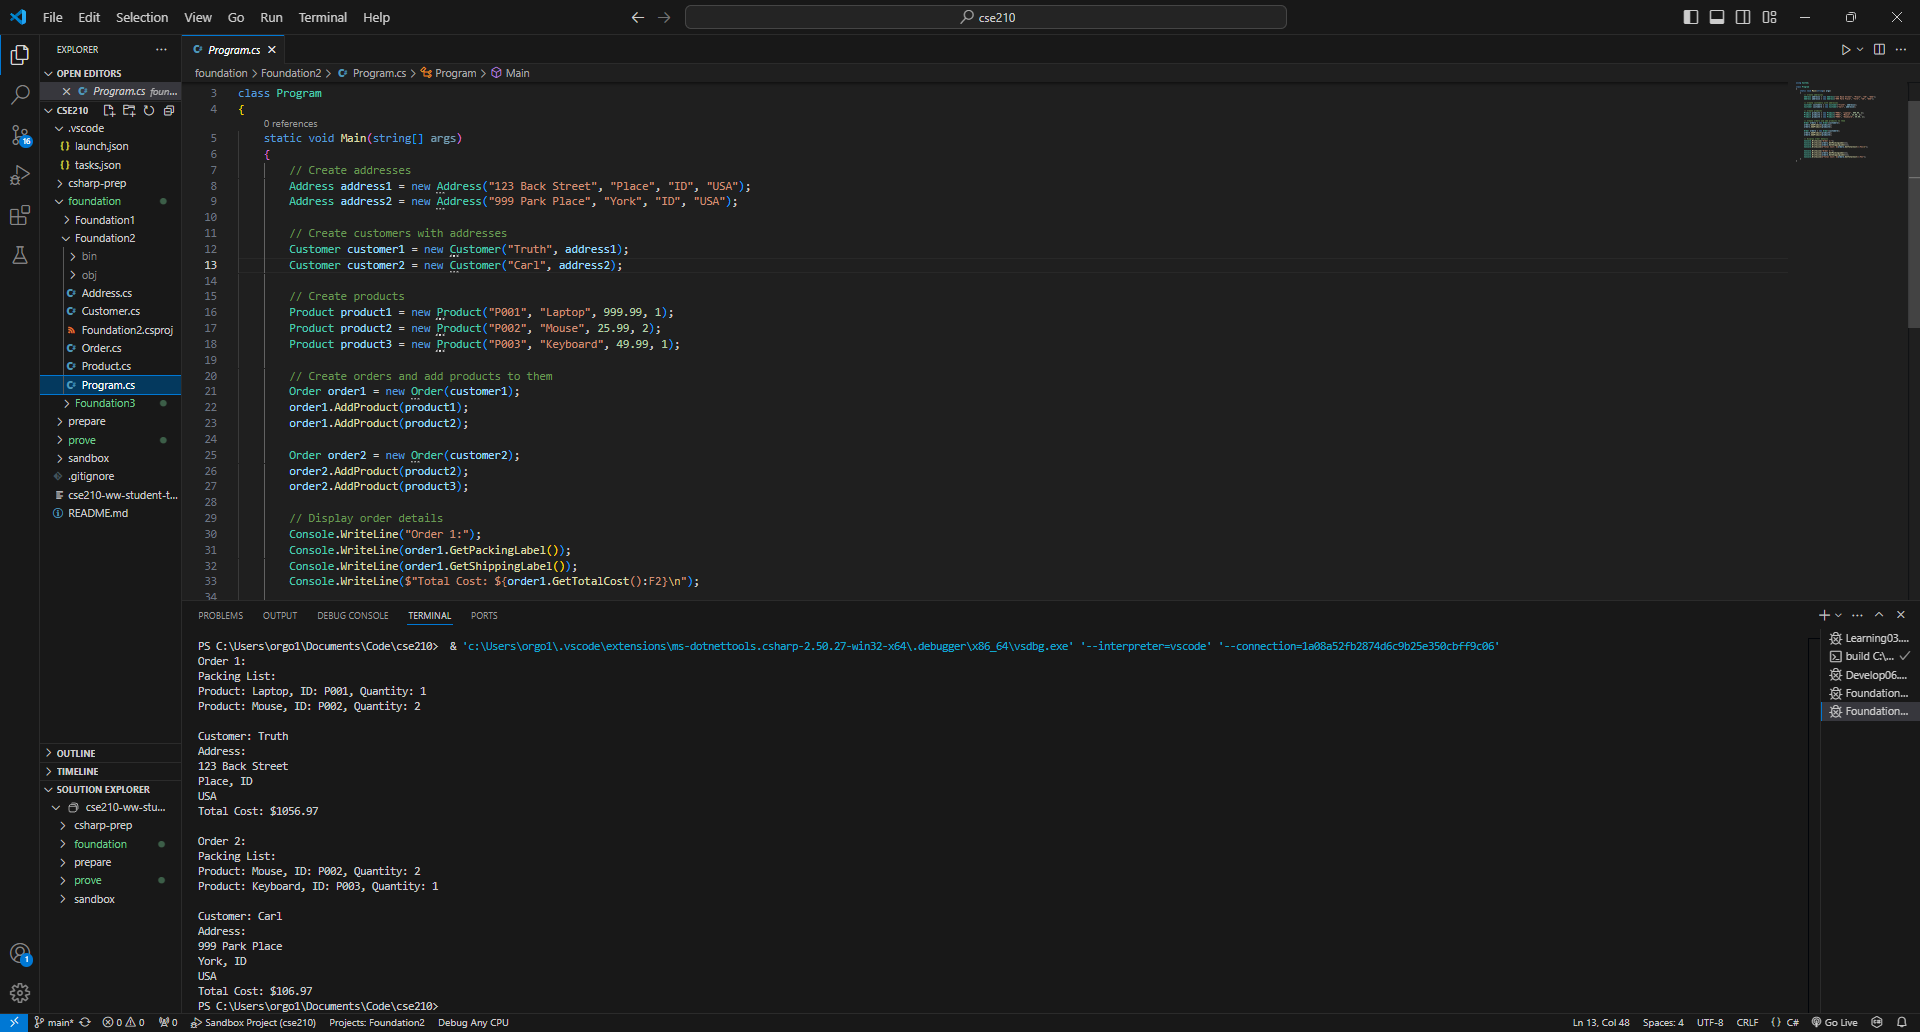 File Edit Selection View Go Run Terminal Help
cse210
EXPLORER
OPEN EDITORS
Program.cs foun...
CSE210
.vscode
launch.json
tasks.json
csharp-prep
foundation
Foundation1
Foundation2
bin
obj
Address.cs
Customer.cs
Foundation2.csproj
Order.cs
Product.cs
Program.cs
Foundation3
prepare
prove
sandbox
.gitignore
cse210-ww-student-t...
README.md
OUTLINE
TIMELINE
SOLUTION EXPLORER
cse210-ww-stu...
csharp-prep
foundation
prepare
prove
sandbox
Program.cs
foundation > Foundation2 > Program.cs > Program > Main
3 class Program
4 {
0 references
5 static void Main(string[] args)
6 {
7 // Create addresses
8 Address address1 = new Address("123 Back Street", "Place", "ID", "USA");
9 Address address2 = new Address("999 Park Place", "York", "ID", "USA");
10
11 // Create customers with addresses
12 Customer customer1 = new Customer("Truth", address1);
13 Customer customer2 = new Customer("Carl", address2);
14
15 // Create products
16 Product product1 = new Product("P001", "Laptop", 999.99, 1);
17 Product product2 = new Product("P002", "Mouse", 25.99, 2);
18 Product product3 = new Product("P003", "Keyboard", 49.99, 1);
19
20 // Create orders and add products to them
21 Order order1 = new Order(customer1);
22 order1.AddProduct(product1);
23 order1.AddProduct(product2);
24
25 Order order2 = new Order(customer2);
26 order2.AddProduct(product2);
27 order2.AddProduct(product3);
28
29 // Display order details
30 Console.WriteLine("Order 1:");
31 Console.WriteLine(order1.GetPackingLabel());
32 Console.WriteLine(order1.GetShippingLabel());
33 Console.WriteLine($"Total Cost: ${order1.GetTotalCost():F2}\n");
34
PROBLEMS OUTPUT DEBUG CONSOLE TERMINAL PORTS
PS C:\Users\orgo1\Documents\Code\cse210> & 'c:\Users\orgo1\.vscode\extensions\ms-dotnettools.csharp-2.50.27-win32-x64\.debugger\x86_64\vsdbg.exe' '--interpreter=vscode' '--connection=1a08a52fb2874d6c9b25e350cbff9c06'
Order 1:
Packing List:
Product: Laptop, ID: P001, Quantity: 1
Product: Mouse, ID: P002, Quantity: 2
Customer: Truth
Address:
123 Back Street
Place, ID
USA
Total Cost: $1056.97
Order 2:
Packing List:
Product: Mouse, ID: P002, Quantity: 2
Product: Keyboard, ID: P003, Quantity: 1
Customer: Carl
Address:
999 Park Place
York, ID
USA
Total Cost: $106.97
PS C:\Users\orgo1\Documents\Code\cse210>
Learning03....
build C:\...
Develop06....
Foundation...
Foundation...
16
1
main* 0 0 0 Sandbox Project (cse210) Projects: Foundation2 Debug Any CPU Ln 13, Col 48 Spaces: 4 UTF-8 CRLF {} C# Go Live